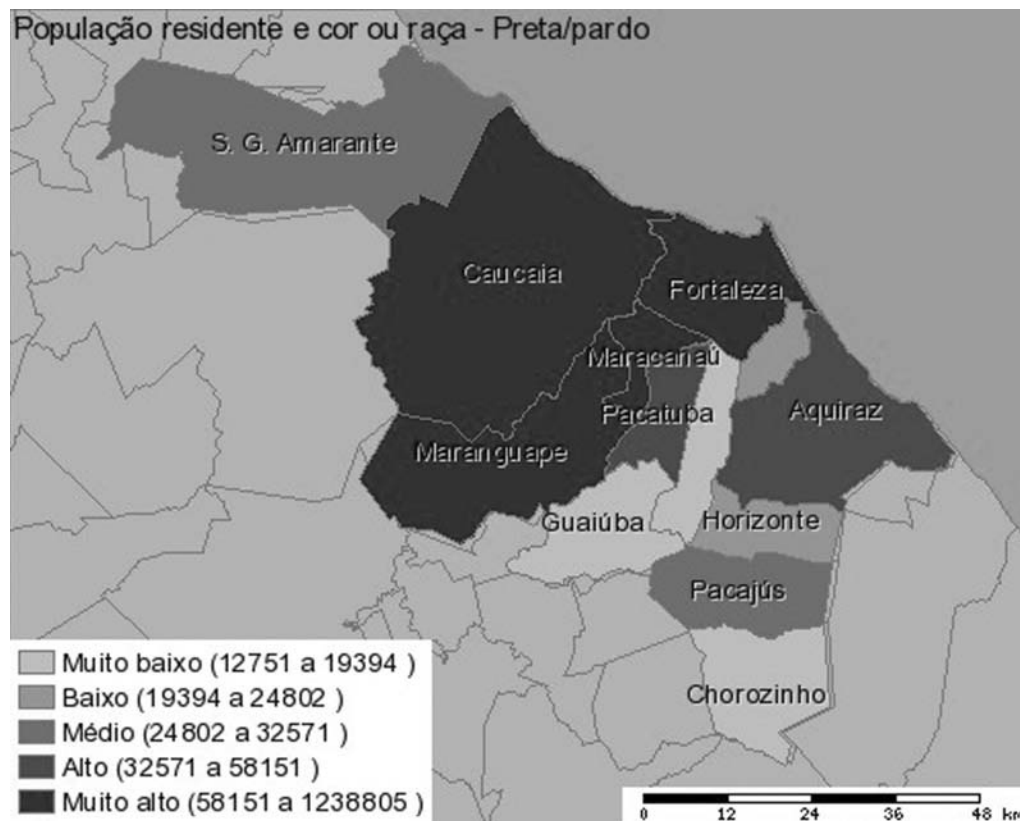 População residente e cor ou raça - Preta/pardo
S. G. Amarante
Caucaia
Fortaleza
Maracanaú
Pacatuba
Aquiraz
Maranguape
Guaiúba
Horizonte
Pacajús
Chorozinho
Muito baixo (12751 a 19394 )
Baixo (19394 a 24802 )
Médio (24802 a 32571 )
Alto (32571 a 58151 )
Muito alto (58151 a 1238805 )
0 12 24 36 48 km